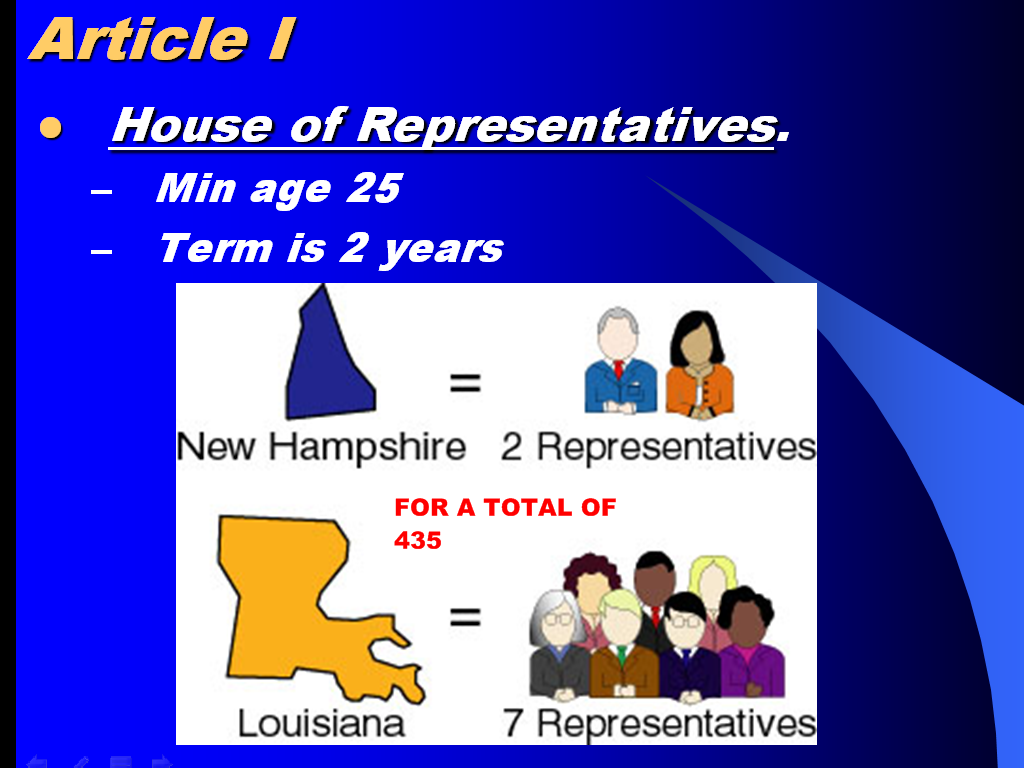 Article I
House of Representatives.
– Min age 25
– Term is 2 years
=
New Hampshire 2 Representatives
FOR A TOTAL OF
435
=
Louisiana 7 Representatives